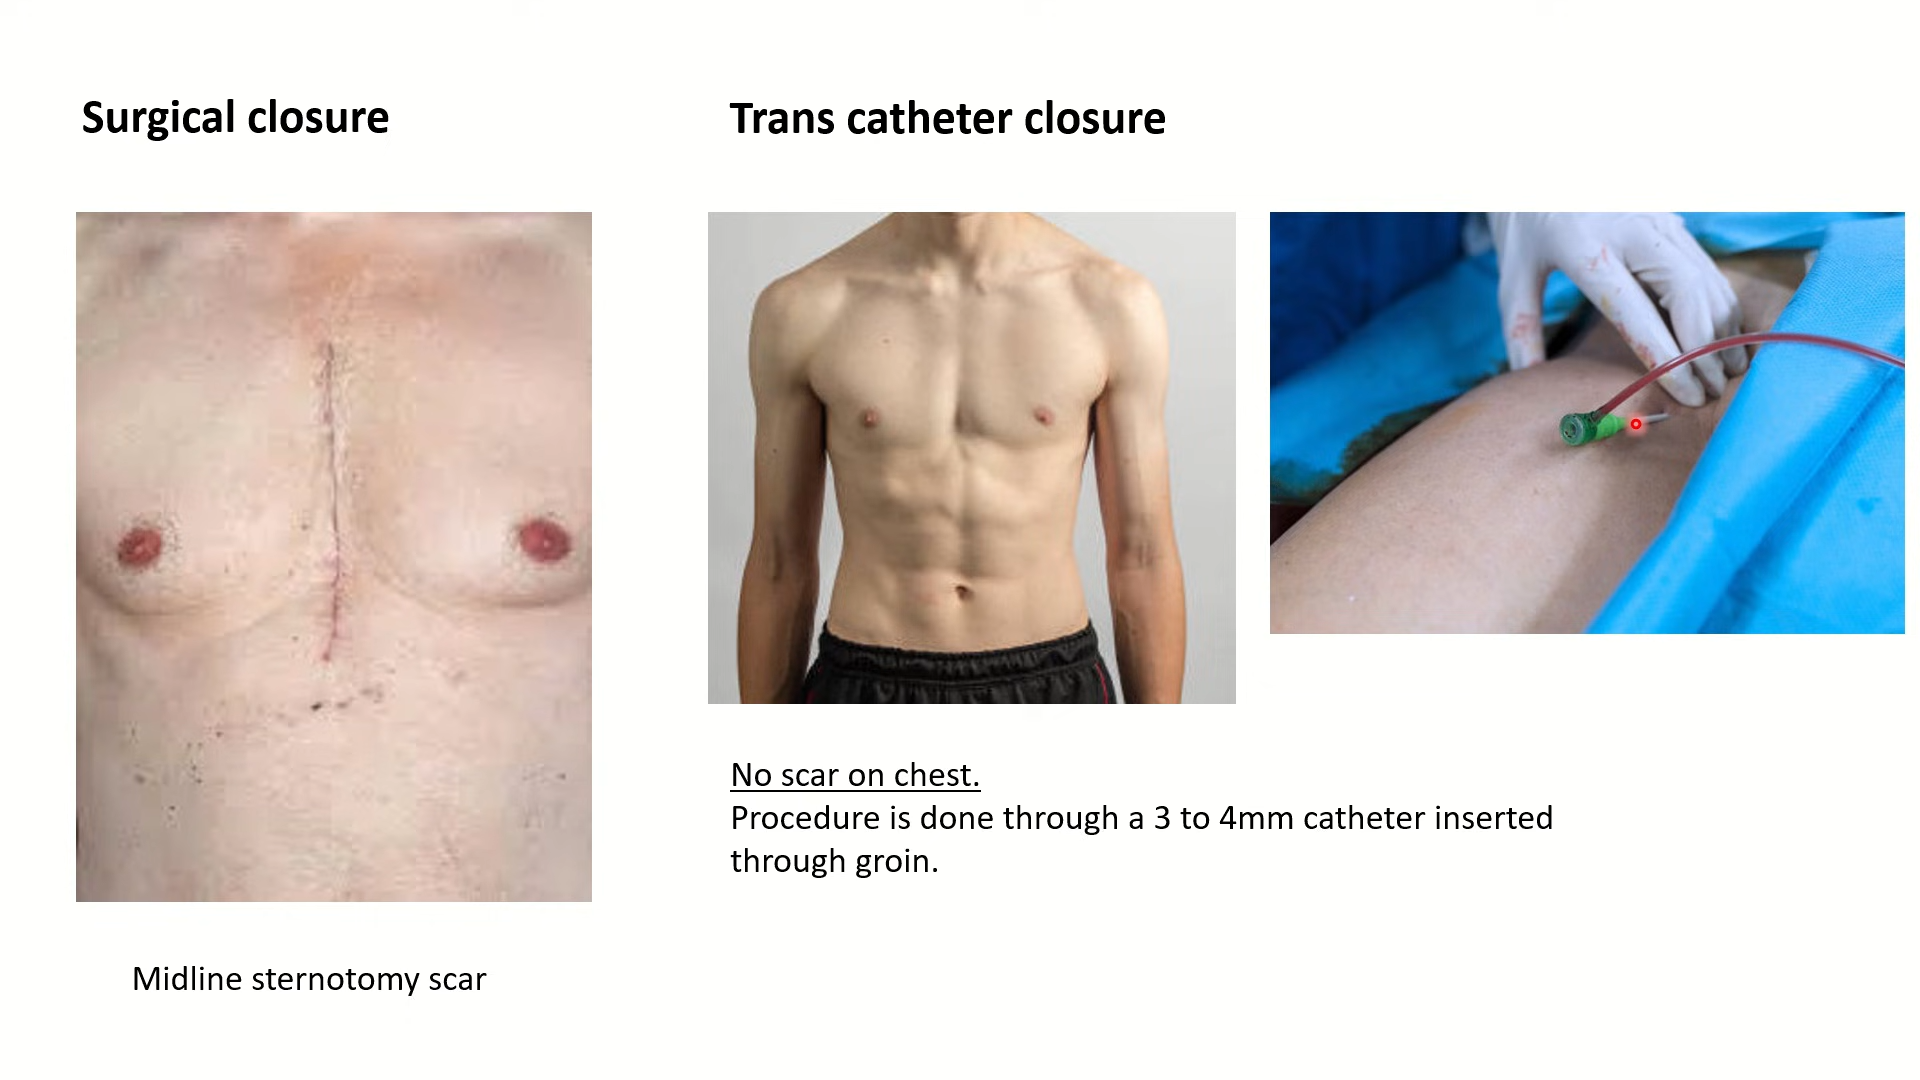 Surgical closure
Trans catheter closure
No scar on chest.
Procedure is done through a 3 to 4mm catheter inserted
through groin.
Midline sternotomy scar